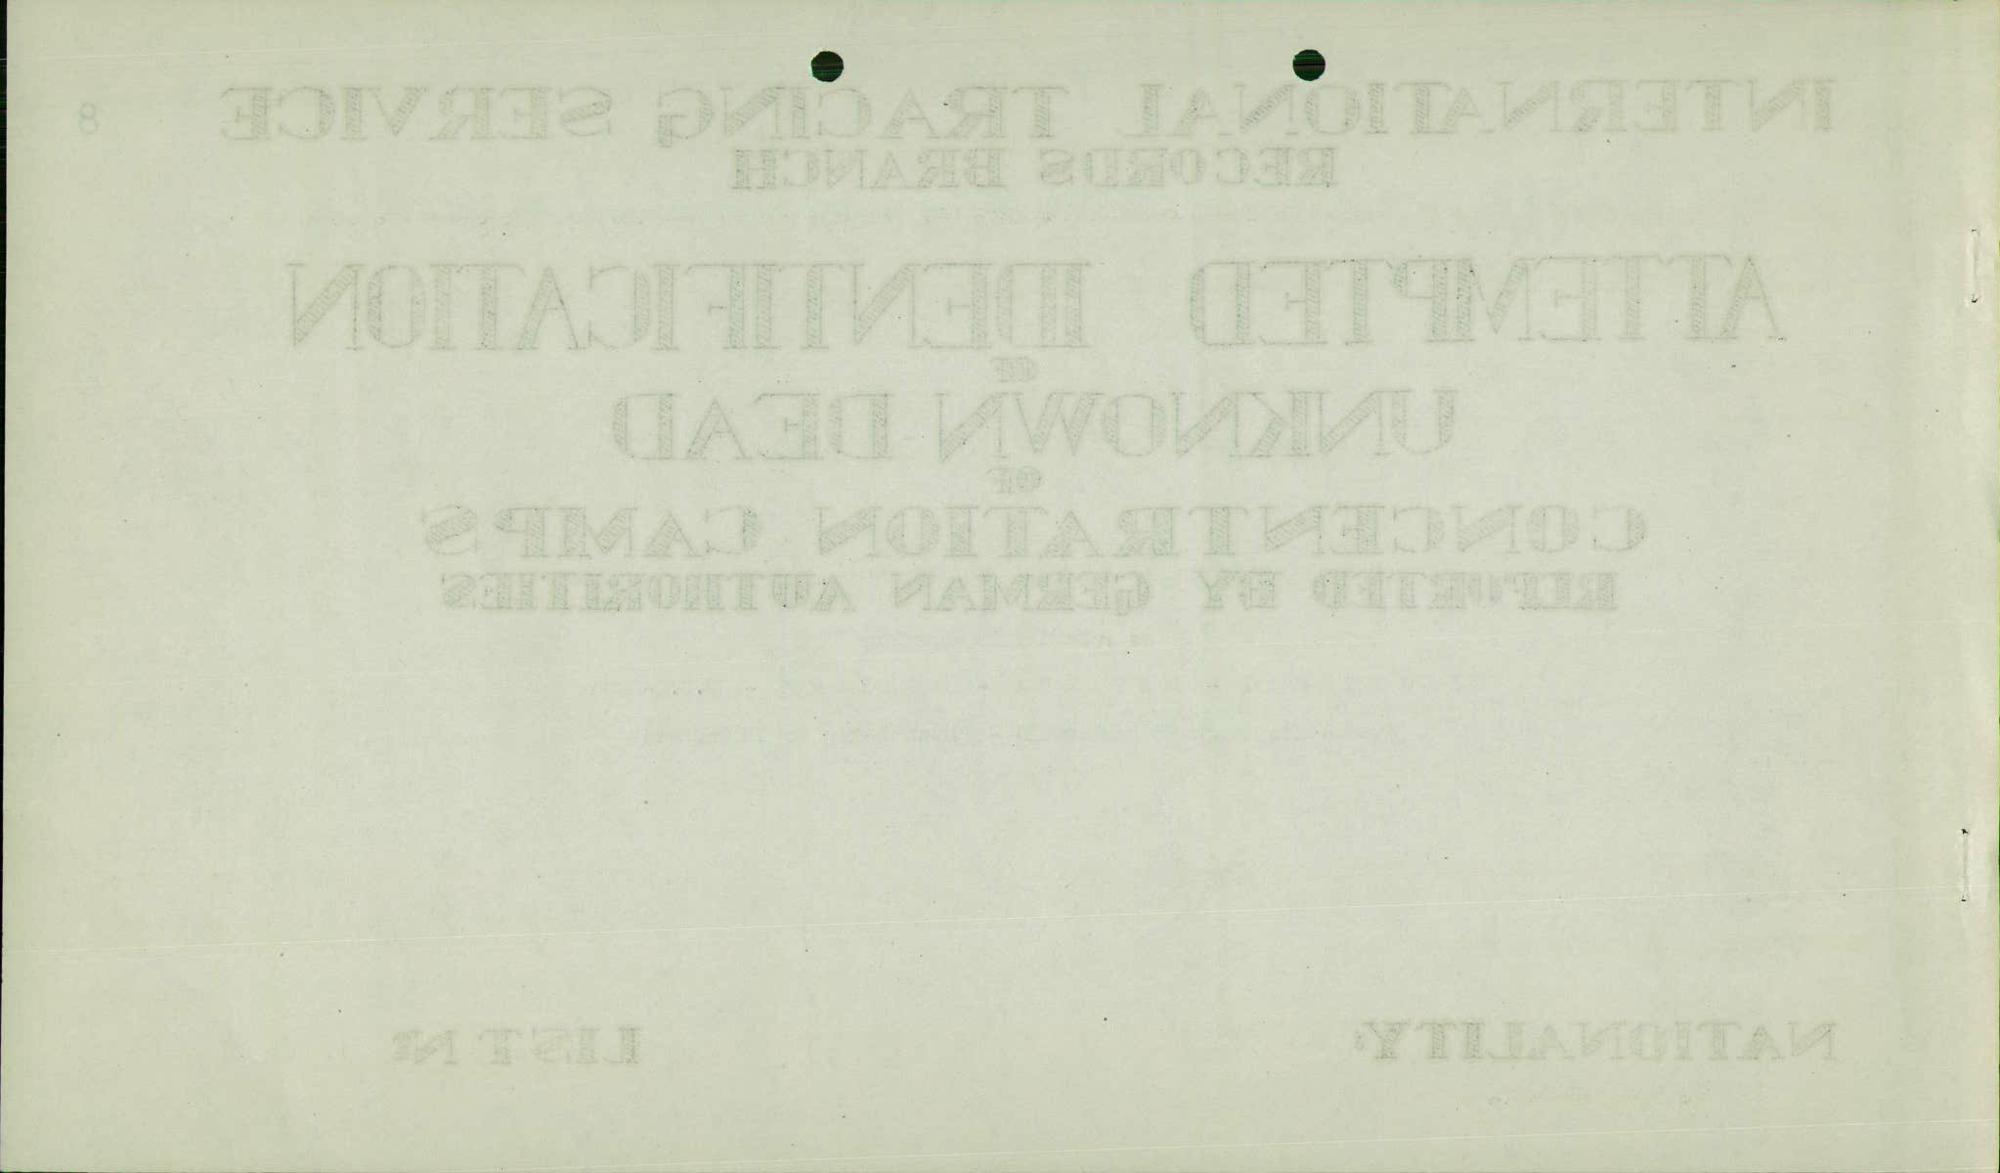 INTERNATIONAL TRACING SERVICE 8
RECORDS BRANCH
ATTEMPTED IDENTIFICATION
OF
UNKNOWN DEAD
OF
CONCENTRATION CAMPS
REPORTED BY GERMAN AUTHORITIES
NATIONALITY: LIST Nº